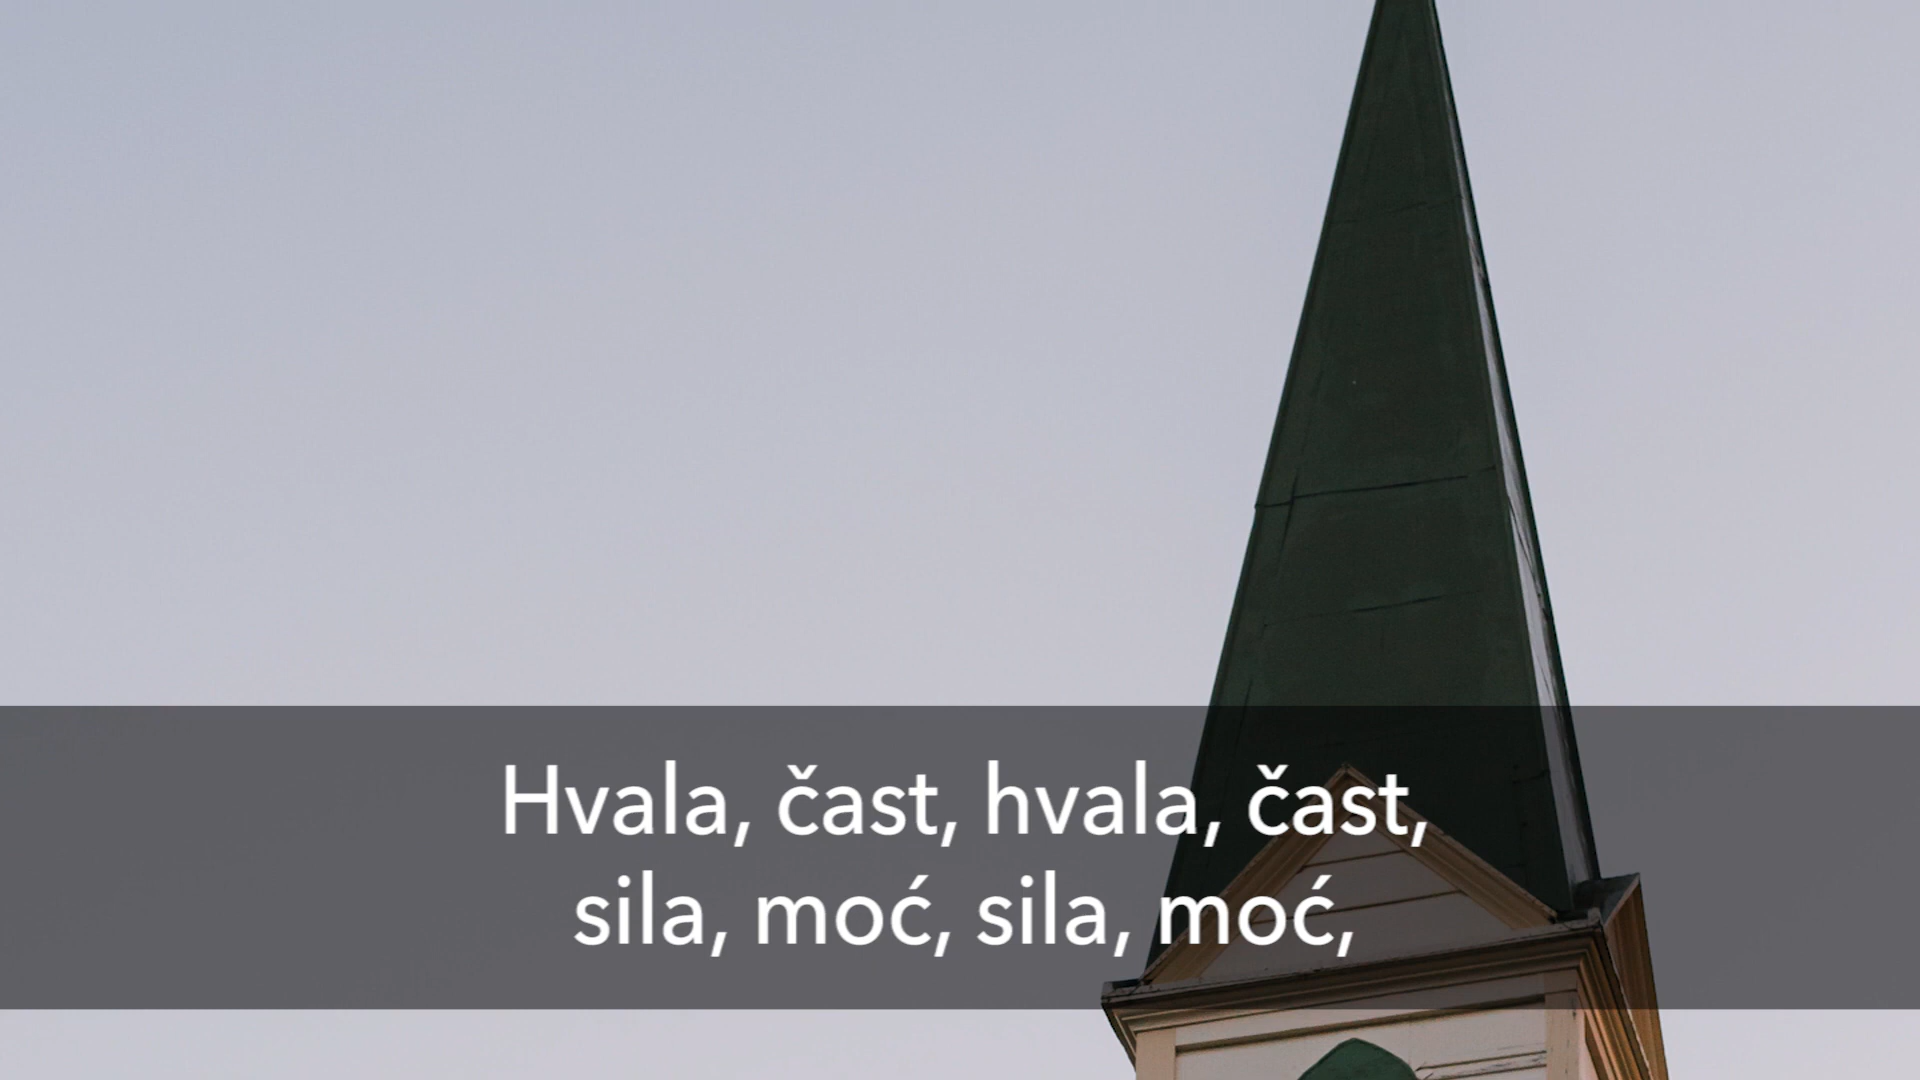 Hvala, čast, hvala, čast,
sila, moć, sila, moć,